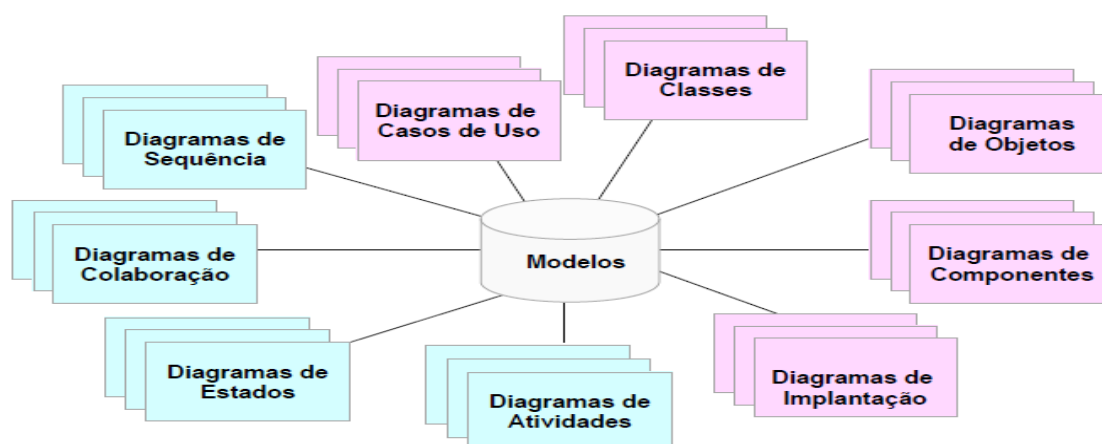 Diagramas de
Classes
Diagramas de
Casos de Uso
Diagramas de
Sequência
Diagramas
de Objetos
Diagramas de
Colaboração
Modelos
Diagramas de
Componentes
Diagramas de
Estados
Diagramas de
Atividades
Diagramas de
Implantação